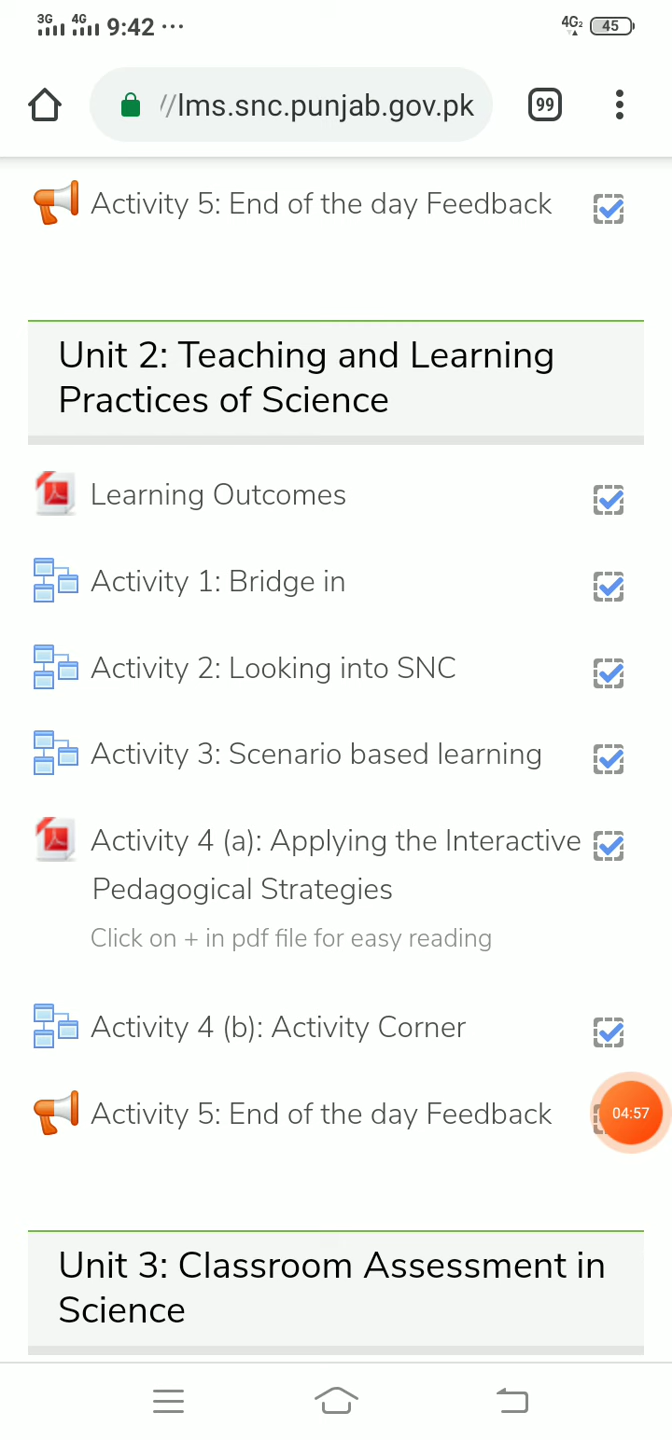 3G 4G 9:42 ... 4G2 45
//lms.snc.punjab.gov.pk 99
Activity 5: End of the day Feedback
Unit 2: Teaching and Learning
Practices of Science
Learning Outcomes
Activity 1: Bridge in
Activity 2: Looking into SNC
Activity 3: Scenario based learning
Activity 4 (a): Applying the Interactive
Pedagogical Strategies
Click on + in pdf file for easy reading
Activity 4 (b): Activity Corner
Activity 5: End of the day Feedback
04:57
Unit 3: Classroom Assessment in
Science